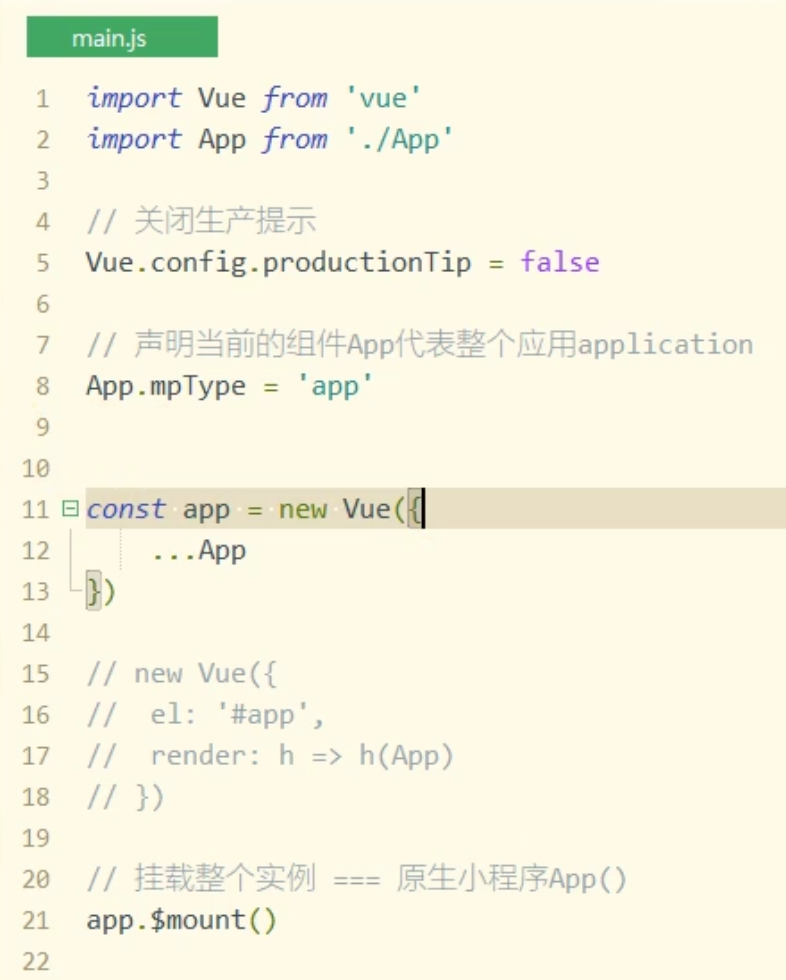 main.js
1 import Vue from 'vue'
2 import App from './App'
3
4 // 关闭生产提示
5 Vue.config.productionTip = false
6
7 // 声明当前的组件App代表整个应用application
8 App.mpType = 'app'
9
10
11 const app = new Vue({
12     ...App
13 })
14
15 // new Vue({
16 //  el: '#app',
17 //  render: h => h(App)
18 // })
19
20 // 挂载整个实例 === 原生小程序App()
21 app.$mount()
22